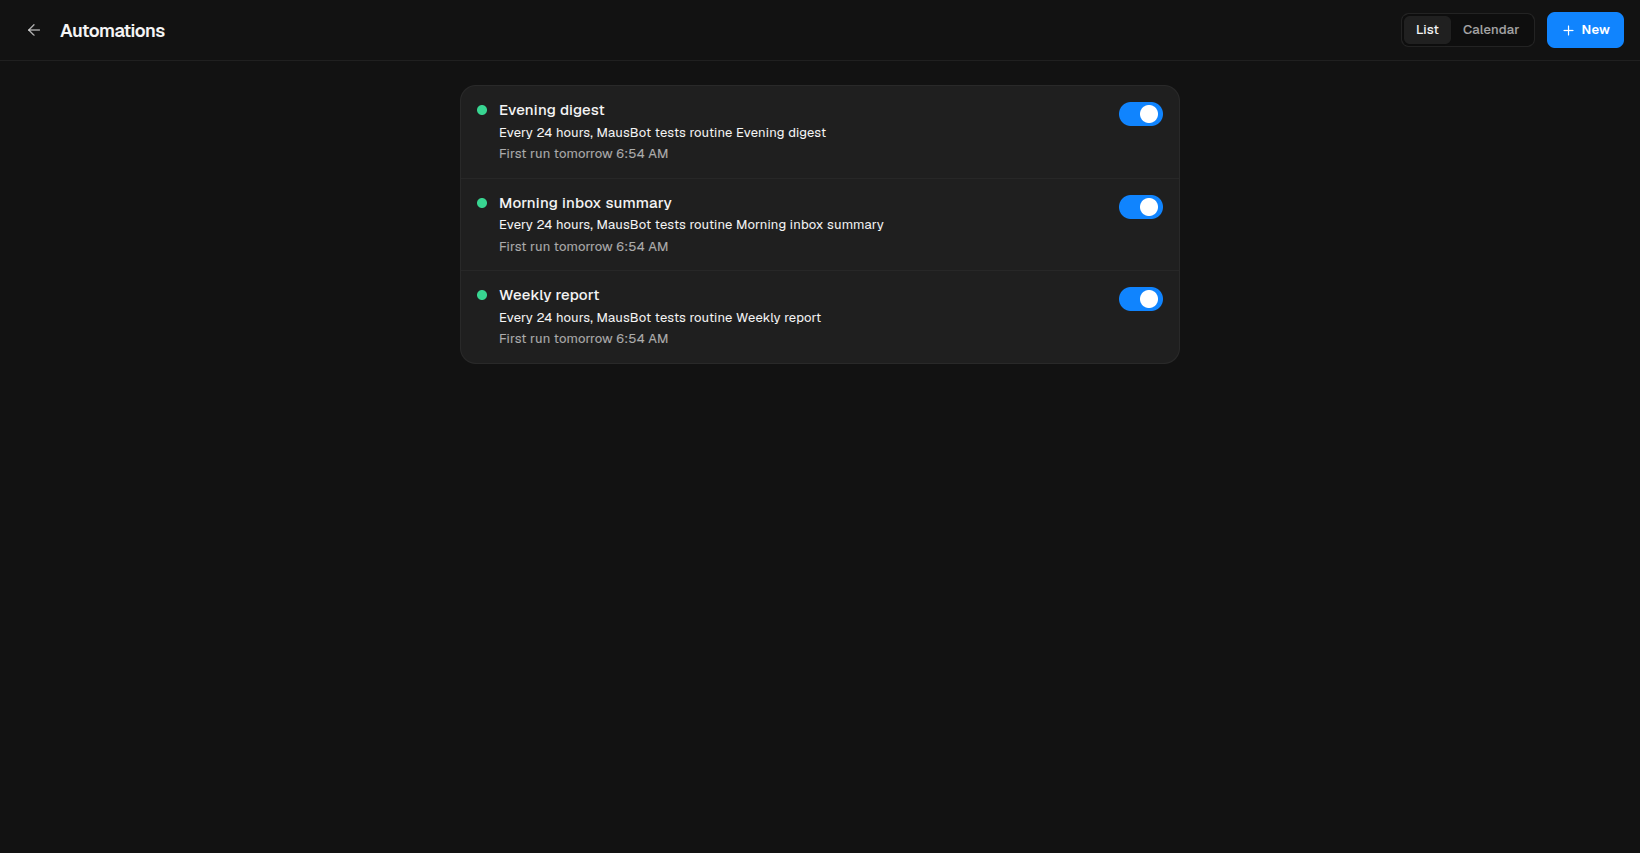 Automations
List
Calendar
New
Evening digest
Every 24 hours, MausBot tests routine Evening digest
First run tomorrow 6:54 AM
Morning inbox summary
Every 24 hours, MausBot tests routine Morning inbox summary
First run tomorrow 6:54 AM
Weekly report
Every 24 hours, MausBot tests routine Weekly report
First run tomorrow 6:54 AM